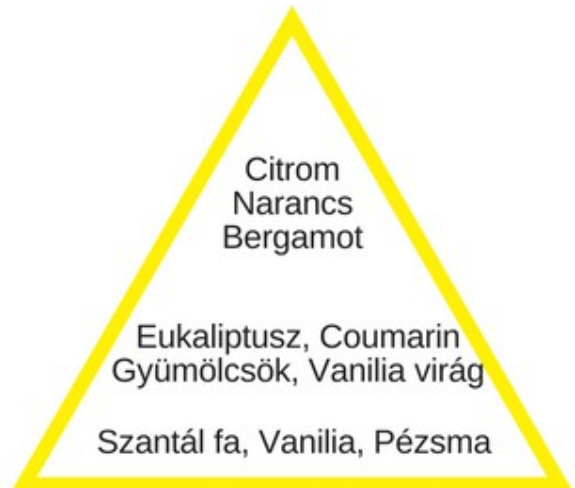 Citrom
Narancs
Bergamot
Eukaliptusz, Coumarin
Gyümölcsök, Vanilia virág
Szantál fa, Vanilia, Pézsma